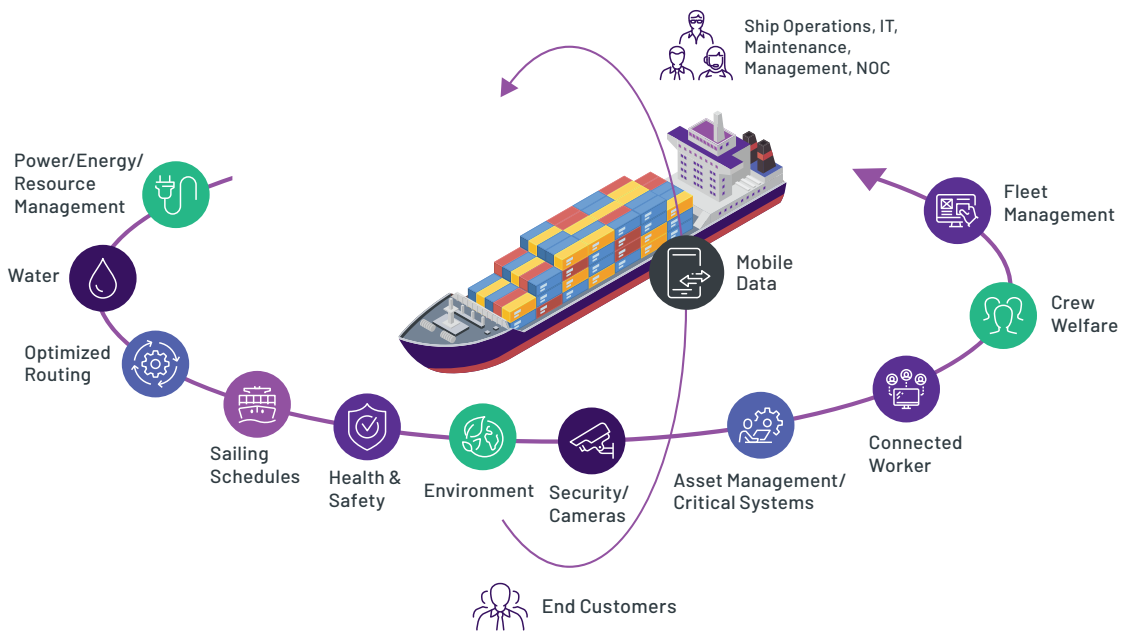 Ship Operations, IT,
Maintenance,
Management, NOC
Power/Energy/
Resource
Management
Water
Optimized
Routing
Sailing
Schedules
Health &
Safety
Environment
Security/
Cameras
Asset Management/
Critical Systems
Connected
Worker
Crew
Welfare
Fleet
Management
Mobile
Data
End Customers